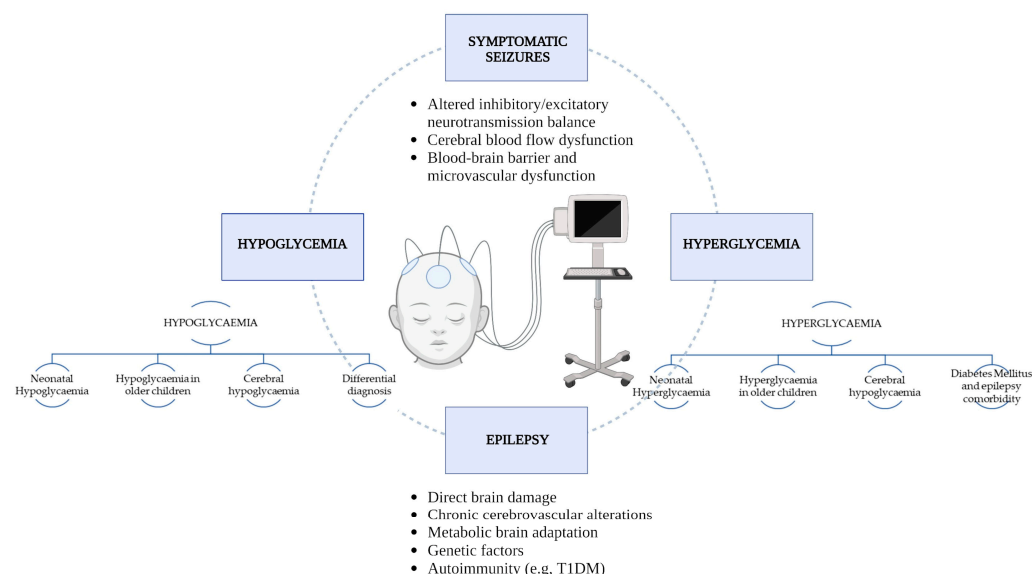 SYMPTOMATIC
SEIZURES
• Altered inhibitory/excitatory
neurotransmission balance
• Cerebral blood flow dysfunction
• Blood-brain barrier and
microvascular dysfunction
HYPOGLYCEMIA
HYPERGLYCEMIA
HYPOGLYCAEMIA
Neonatal
Hypoglycaemia
Hypoglycaemia in
older children
Cerebral
hypoglycaemia
Differential
diagnosis
HYPERGLYCAEMIA
Neonatal
Hyperglycaemia
Hyperglycaemia
in older children
Cerebral
hypoglycaemia
Diabetes Mellitus
and epilepsy
comorbidity
EPILEPSY
• Direct brain damage
• Chronic cerebrovascular alterations
• Metabolic brain adaptation
• Genetic factors
• Autoimmunity (e.g, T1DM)